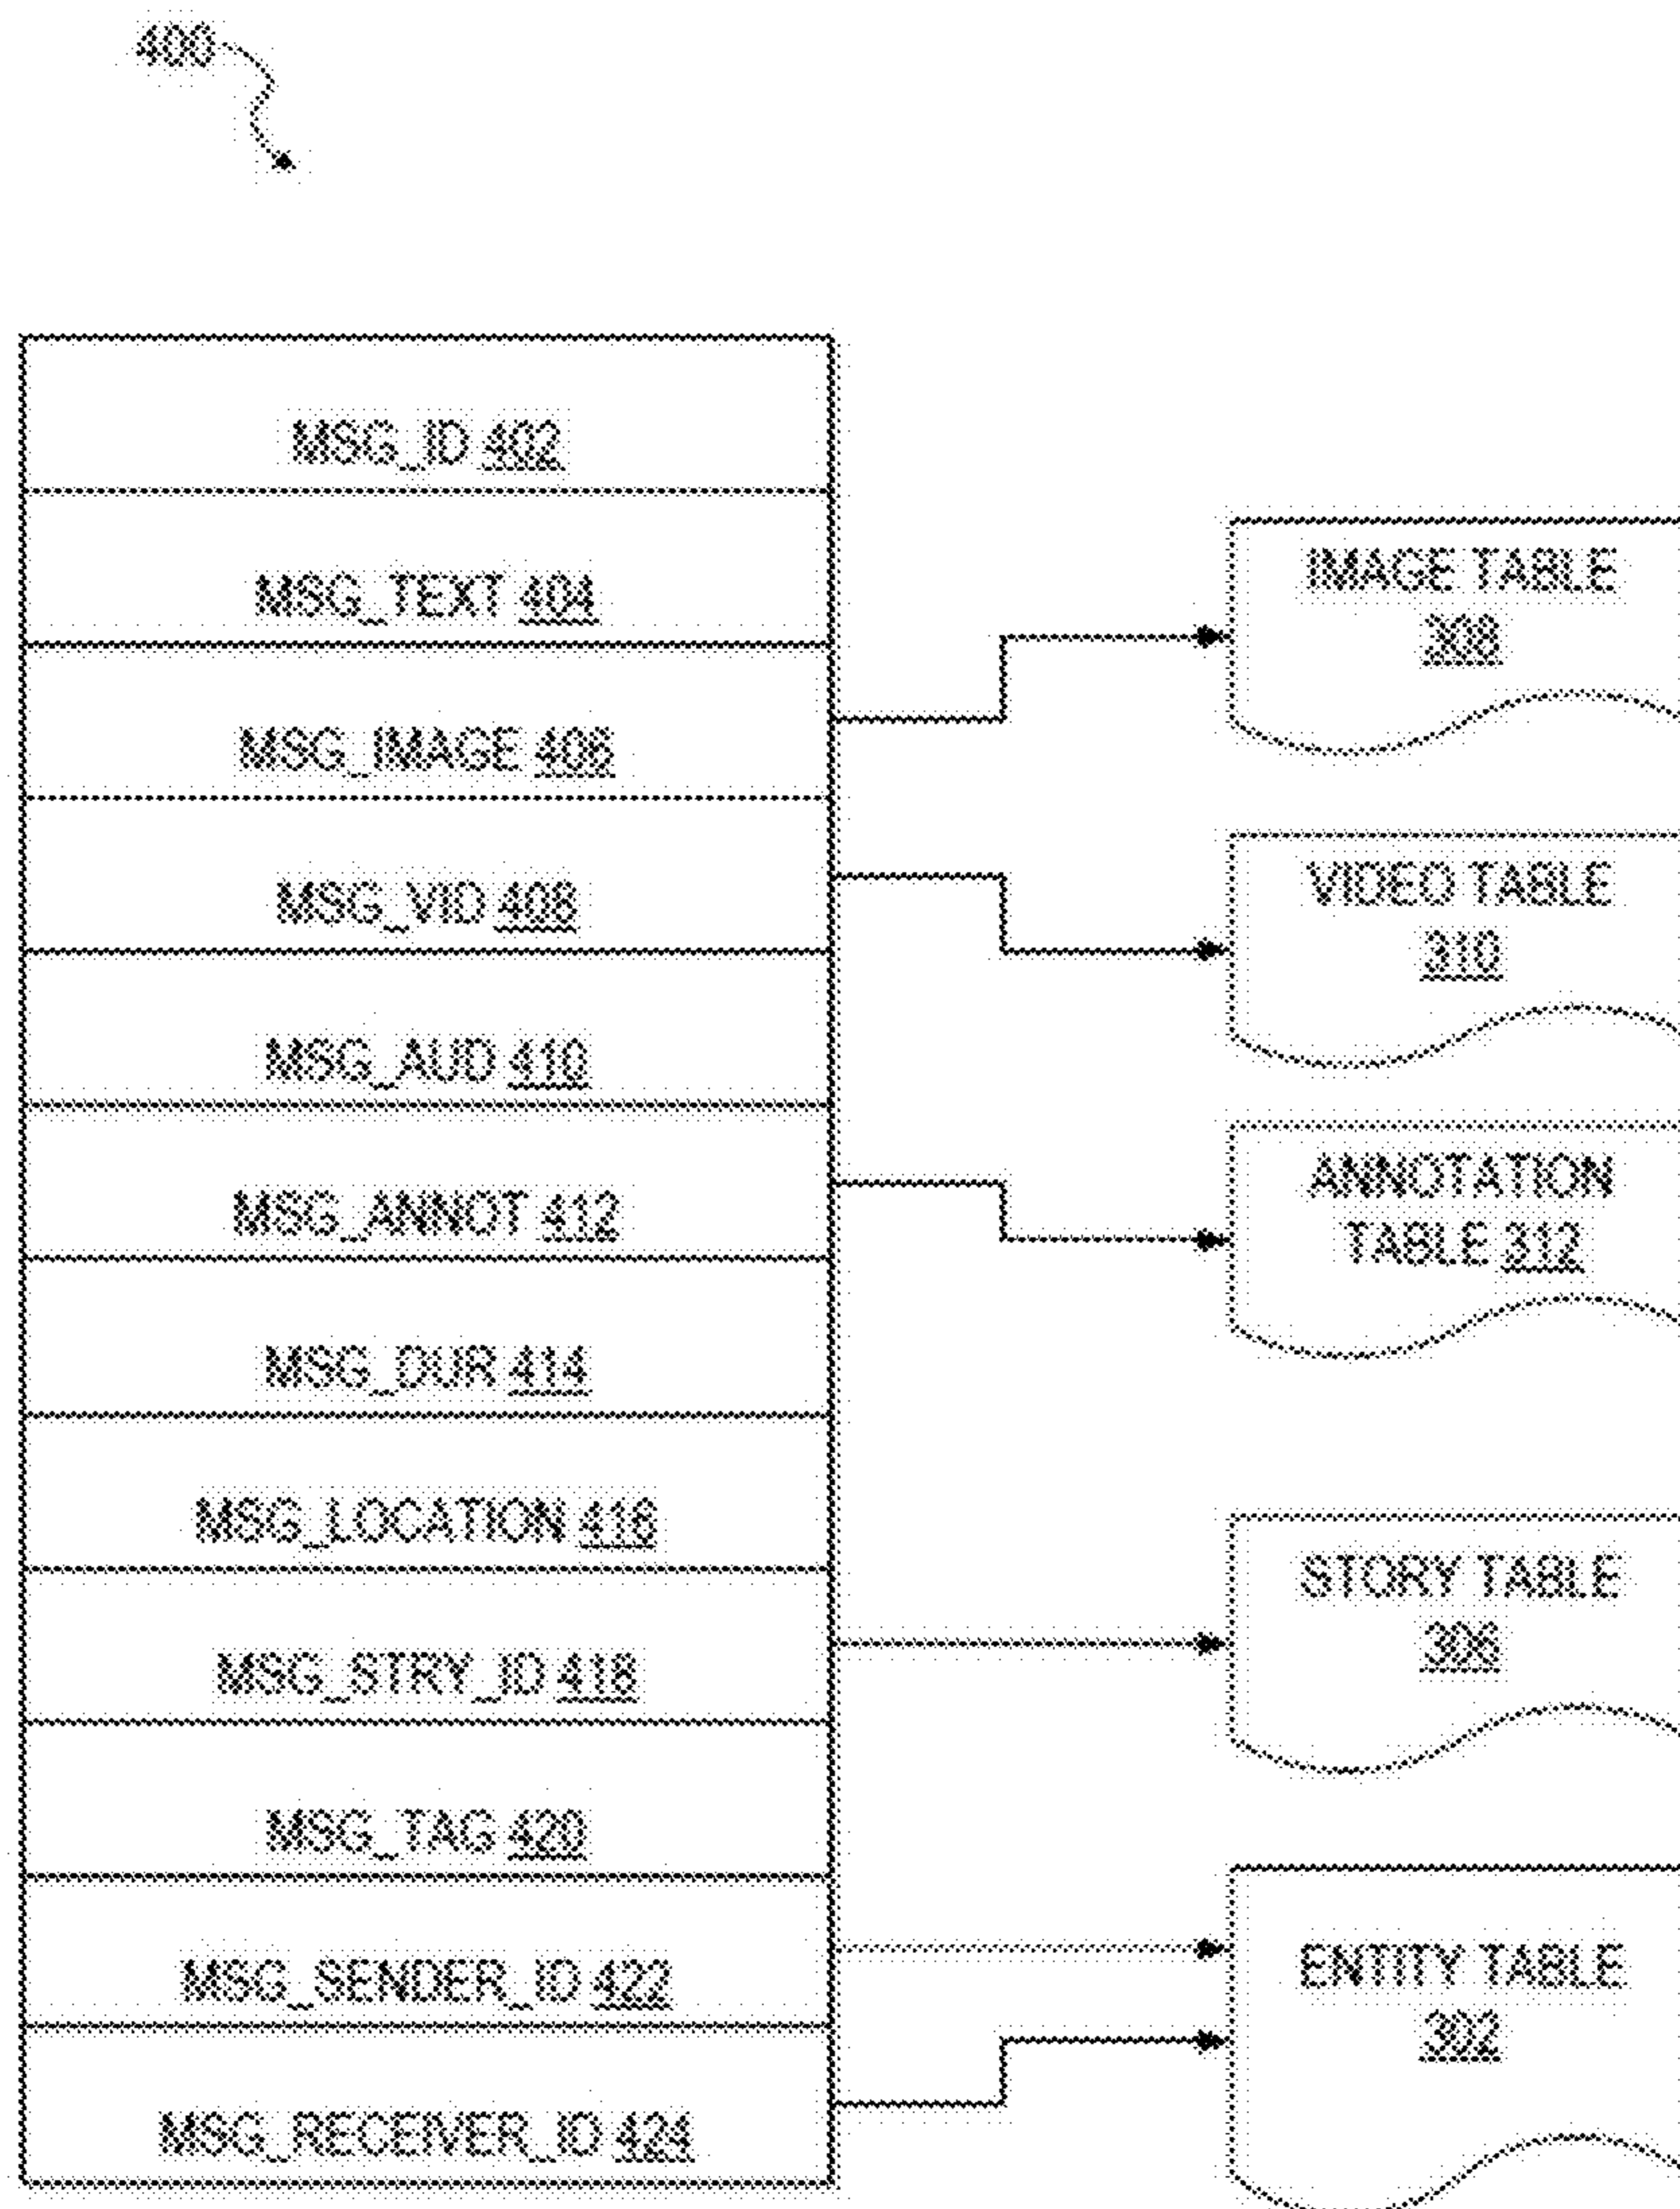 400
MSG_ID 402
MSG_TEXT 404
MSG_IMAGE 406
MSG_VID 408
MSG_AUD 410
MSG_ANNOT 412
MSG_DUR 414
MSG_LOCATION 416
MSG_STRY_ID 418
MSG_TAG 420
MSG_SENDER_ID 422
MSG_RECEIVER_ID 424
IMAGE TABLE
308
VIDEO TABLE
310
ANNOTATION
TABLE 312
STORY TABLE
306
ENTITY TABLE
302